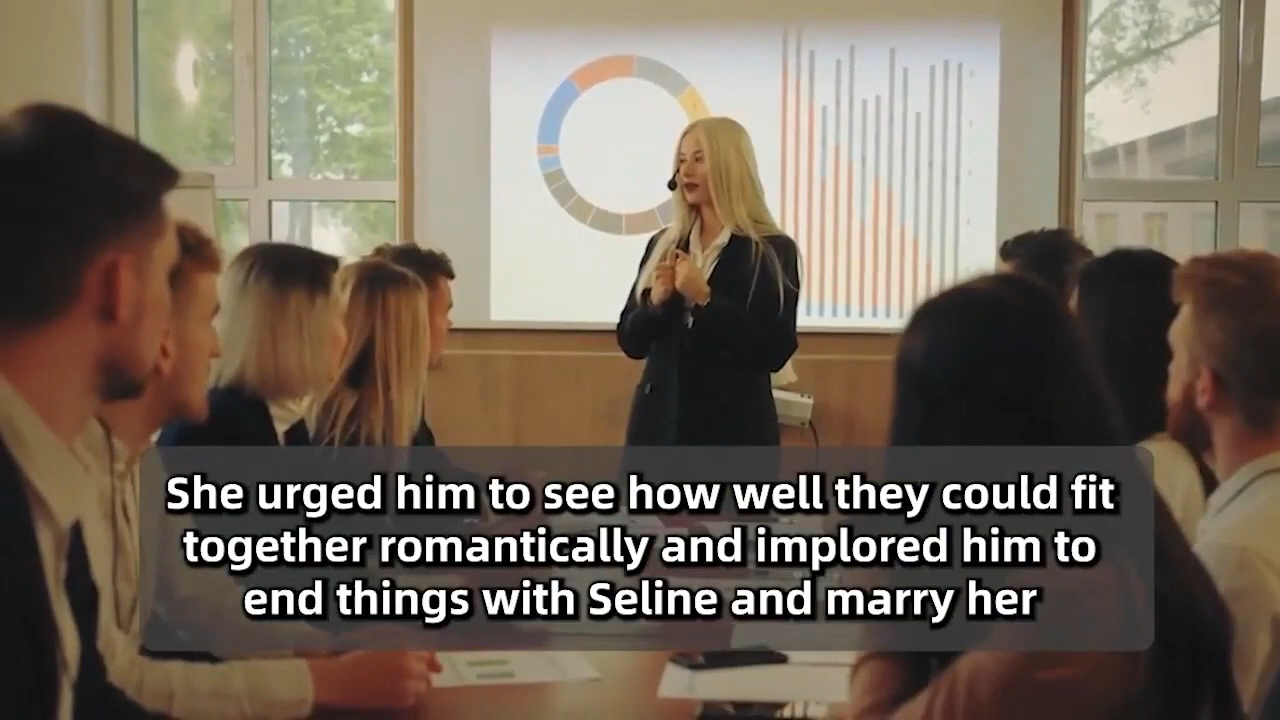 She urged him to see how well they could fit
together romantically and implored him to
end things with Seline and marry her